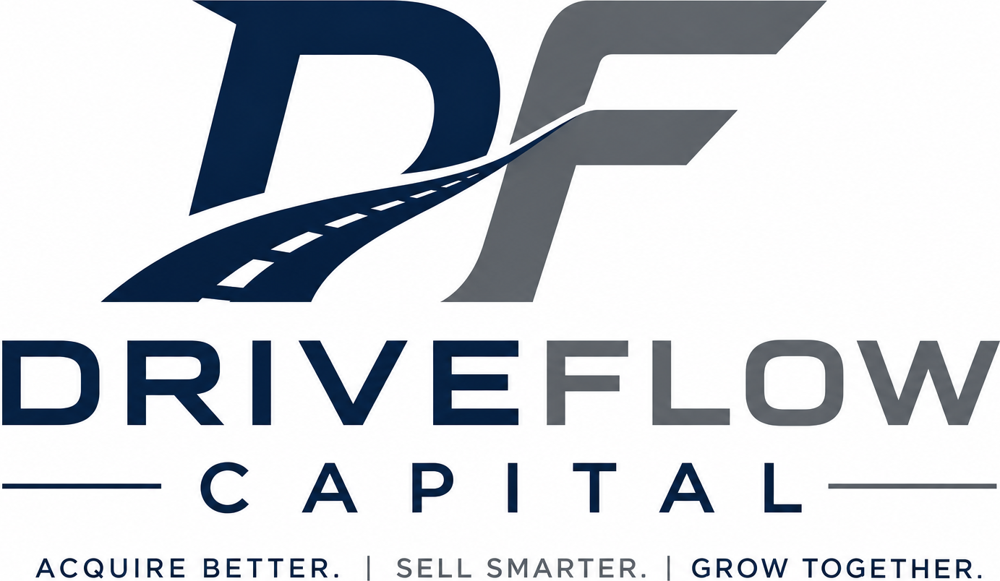 DF
DRIVEFLOW
CAPITAL
ACQUIRE BETTER. | SELL SMARTER. | GROW TOGETHER.